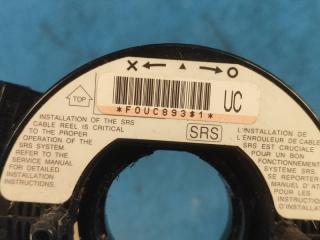 TOP
*F0UC893$1*
UC
SRS
INSTALLATION OF THE SRS
CABLE REEL IS CRITICAL
TO THE PROPER
OPERATION OF THE
SRS SYSTEM.
REFER TO THE
SERVICE MANUAL
FOR DETAILED
INSTALLATION
INSTRUCTIONS.
L'INSTALLATION DE
L'ENROULEUR DE CABLE
SRS EST CRUCIALE
POUR UN BON
FONCTIONNEMENT
SYSTEME SRS.
SE REPORTER
MANUEL D'AT
POUR
D'INSTA